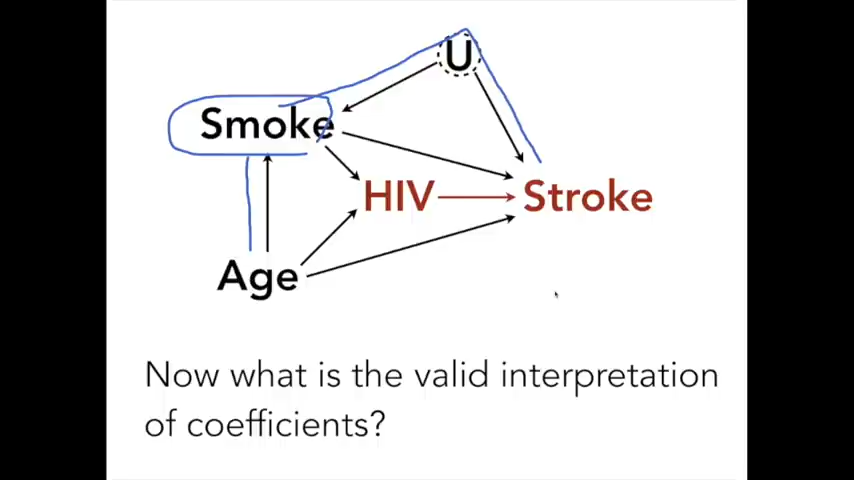 U
Smoke
HIV
Stroke
Age
Now what is the valid interpretation
of coefficients?